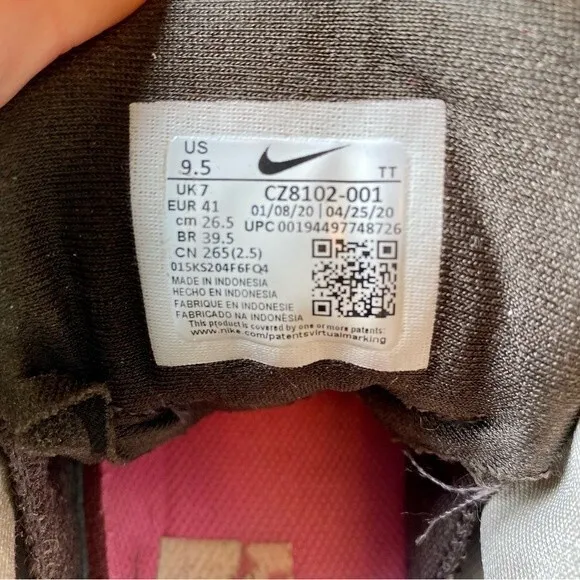 US
9.5
TT
UK 7
EUR 41
cm 26.5
BR 39.5
CN 265(2.5)
CZ8102-001
01/08/20 | 04/25/20
UPC 00194497748726
015KS204F6FQ4
MADE IN INDONESIA
HECHO EN INDONESIA
FABRIQUE EN INDONESIE
FABRICADO NA INDONÈSIA
This product is covered by one or more patents:
www.nike.com/patentsvirtualmarking